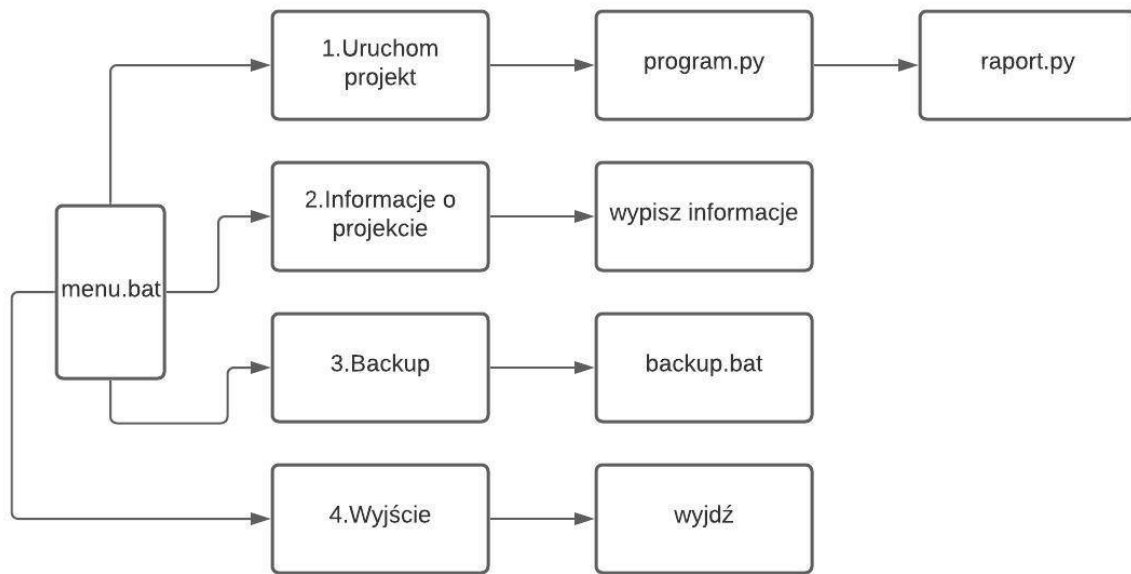 1.Uruchom
projekt
program.py
raport.py
2.Informacje o
projekcie
wypisz informacje
menu.bat
3.Backup
backup.bat
4.Wyjście
wyjdź